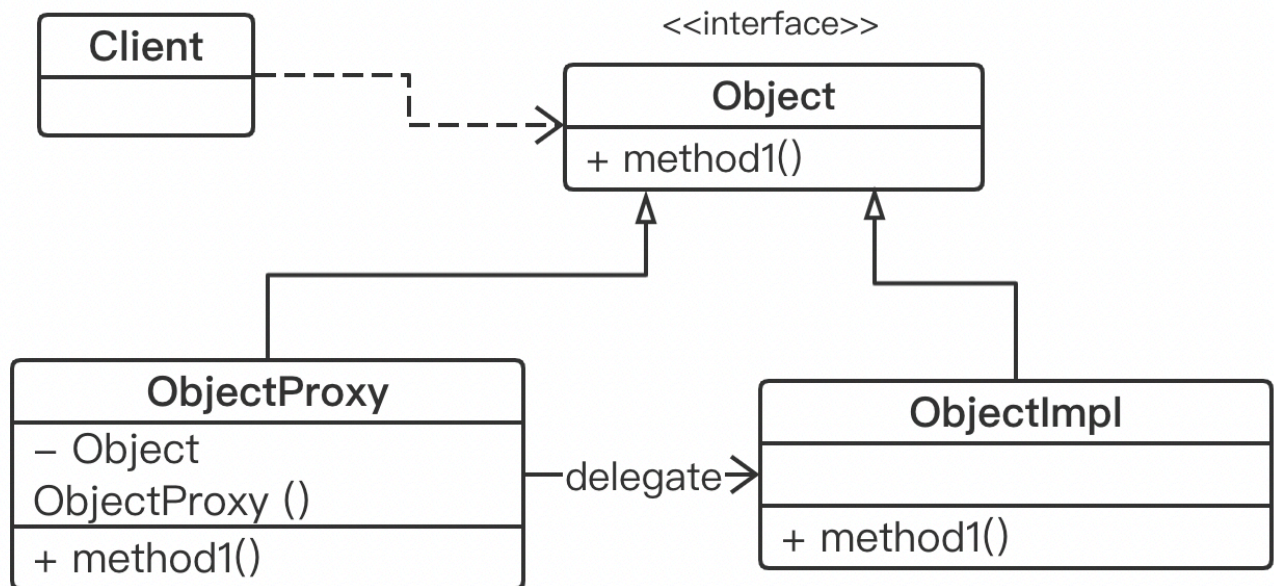 Client
<<interface>>
Object
+ method1()
ObjectProxy
– Object
ObjectProxy ()
+ method1()
delegate
ObjectImpl
+ method1()